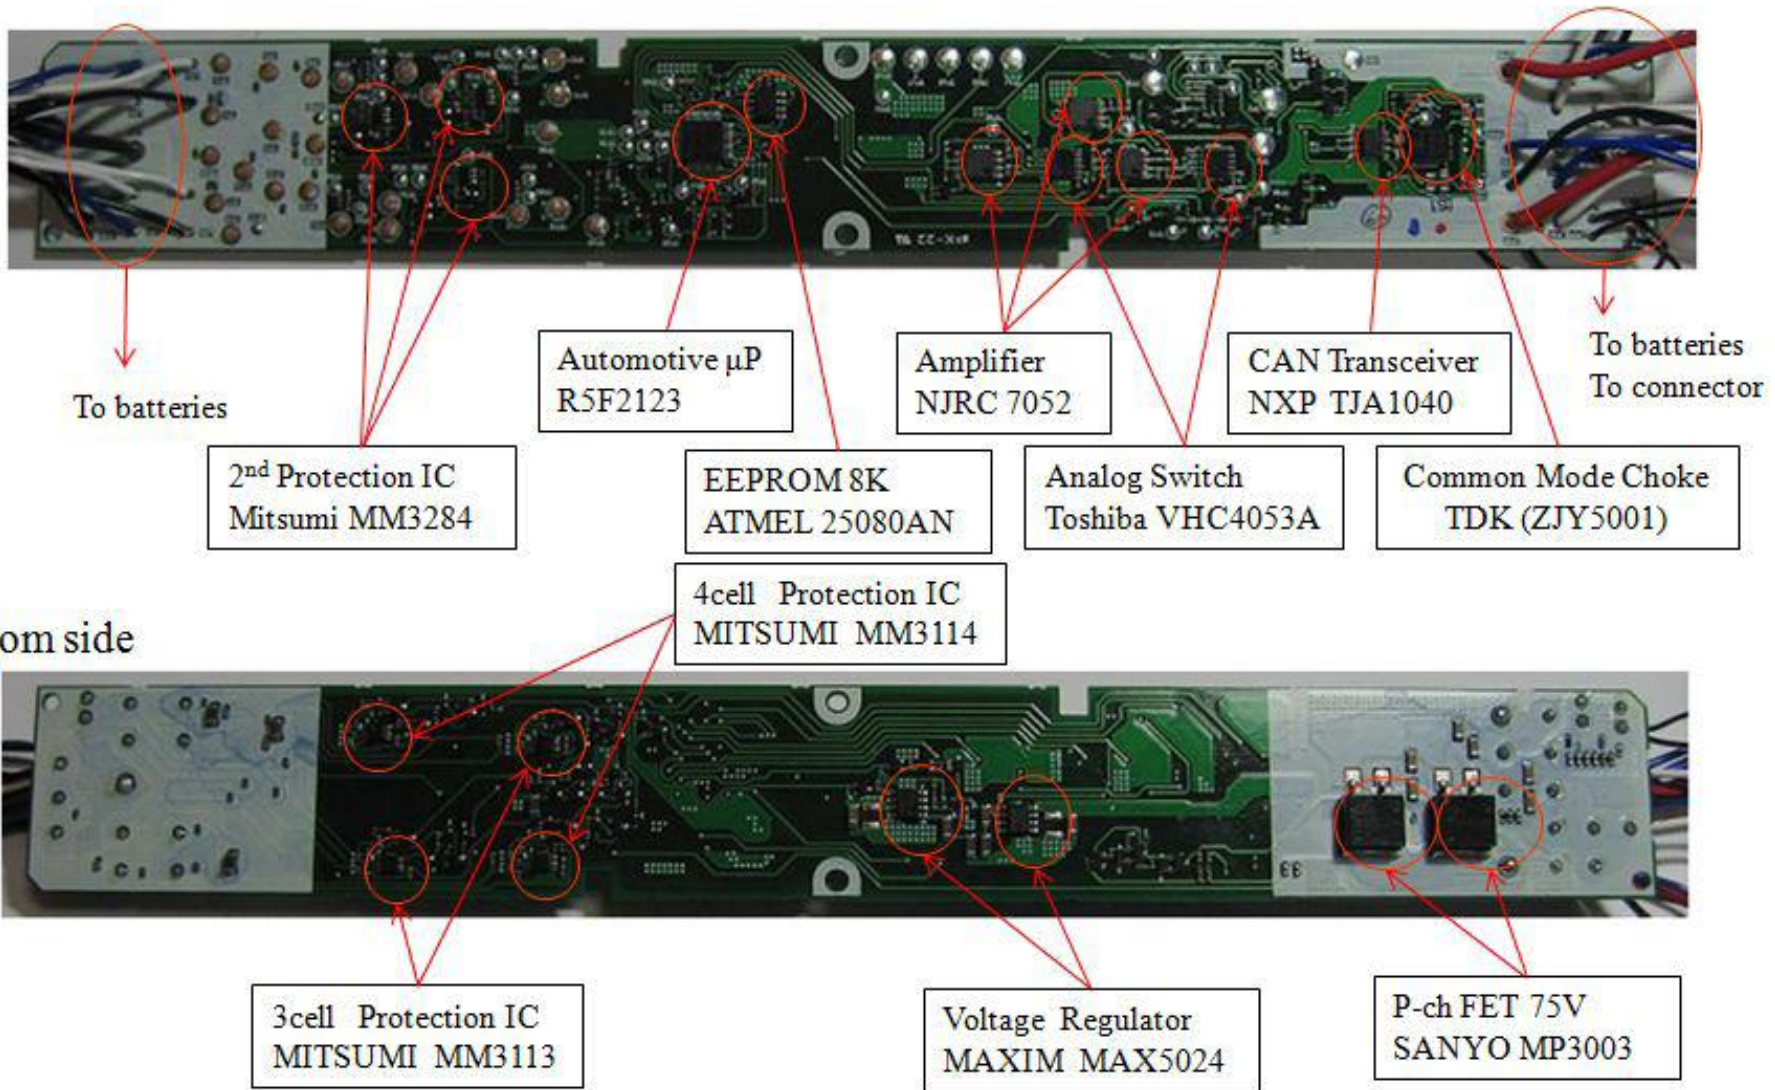 To batteries
2nd Protection IC
Mitsumi MM3284
Automotive μP
R5F2123
EEPROM 8K
ATMEL 25080AN
Amplifier
NJRC 7052
Analog Switch
Toshiba VHC4053A
CAN Transceiver
NXP TJA1040
Common Mode Choke
TDK (ZJY5001)
To batteries
To connector
om side
4cell Protection IC
MITSUMI MM3114
3cell Protection IC
MITSUMI MM3113
Voltage Regulator
MAXIM MAX5024
P-ch FET 75V
SANYO MP3003